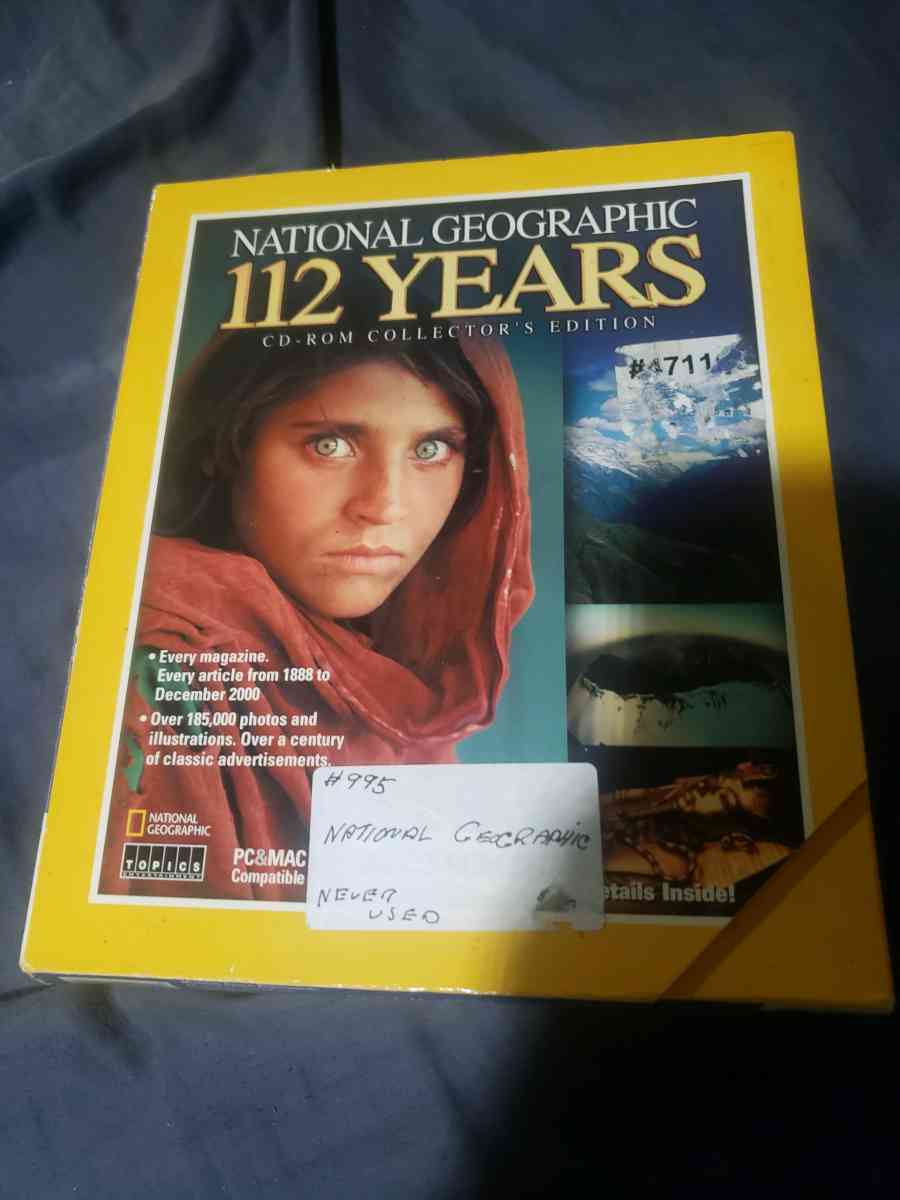 NATIONAL GEOGRAPHIC
112 YEARS
CD-ROM COLLECTOR'S EDITION
#4711
• Every magazine.
Every article from 1888 to
December 2000
• Over 185,000 photos and
illustrations. Over a century
of classic advertisements.
NATIONAL
GEOGRAPHIC
TOPICS
ENTERTAINMENT
PC&MAC
Compatible
#995
NATIONAL GEOGRAPHIC
NEVER
USED
Inside!